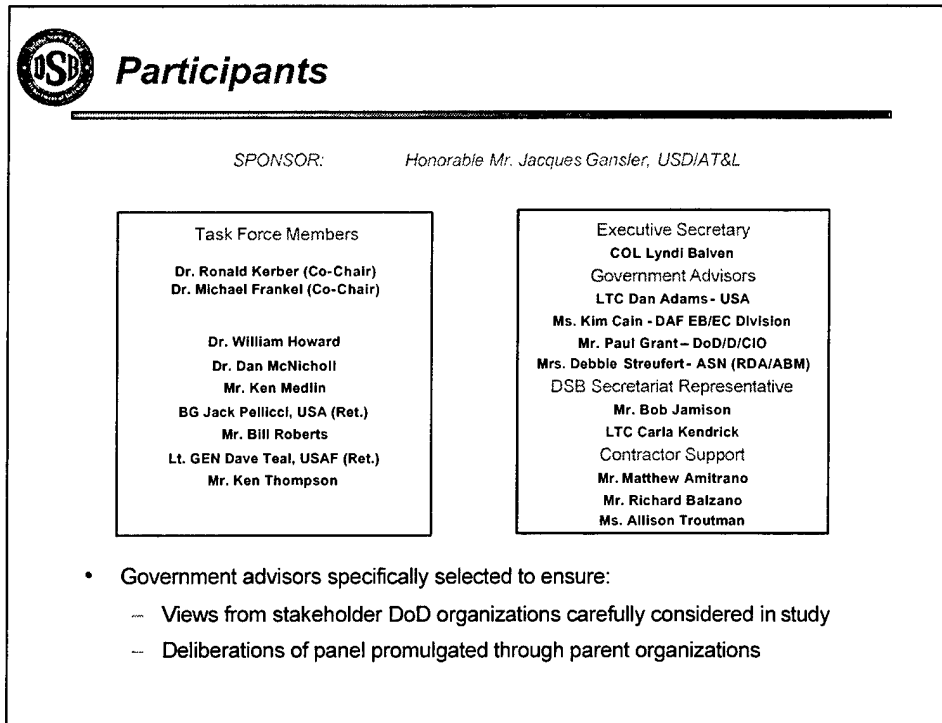 DSB
Participants
SPONSOR: Honorable Mr. Jacques Gansler, USD/AT&L
Task Force Members
Dr. Ronald Kerber (Co-Chair)
Dr. Michael Frankel (Co-Chair)
Dr. William Howard
Dr. Dan McNicholl
Mr. Ken Medlin
BG Jack Pellicci, USA (Ret.)
Mr. Bill Roberts
Lt. GEN Dave Teal, USAF (Ret.)
Mr. Ken Thompson
Executive Secretary
COL Lyndi Balven
Government Advisors
LTC Dan Adams - USA
Ms. Kim Cain - DAF EB/EC Division
Mr. Paul Grant – DoD/D/CIO
Mrs. Debbie Streufert - ASN (RDA/ABM)
DSB Secretariat Representative
Mr. Bob Jamison
LTC Carla Kendrick
Contractor Support
Mr. Matthew Amitrano
Mr. Richard Balzano
Ms. Allison Troutman
• Government advisors specifically selected to ensure:
– Views from stakeholder DoD organizations carefully considered in study
– Deliberations of panel promulgated through parent organizations